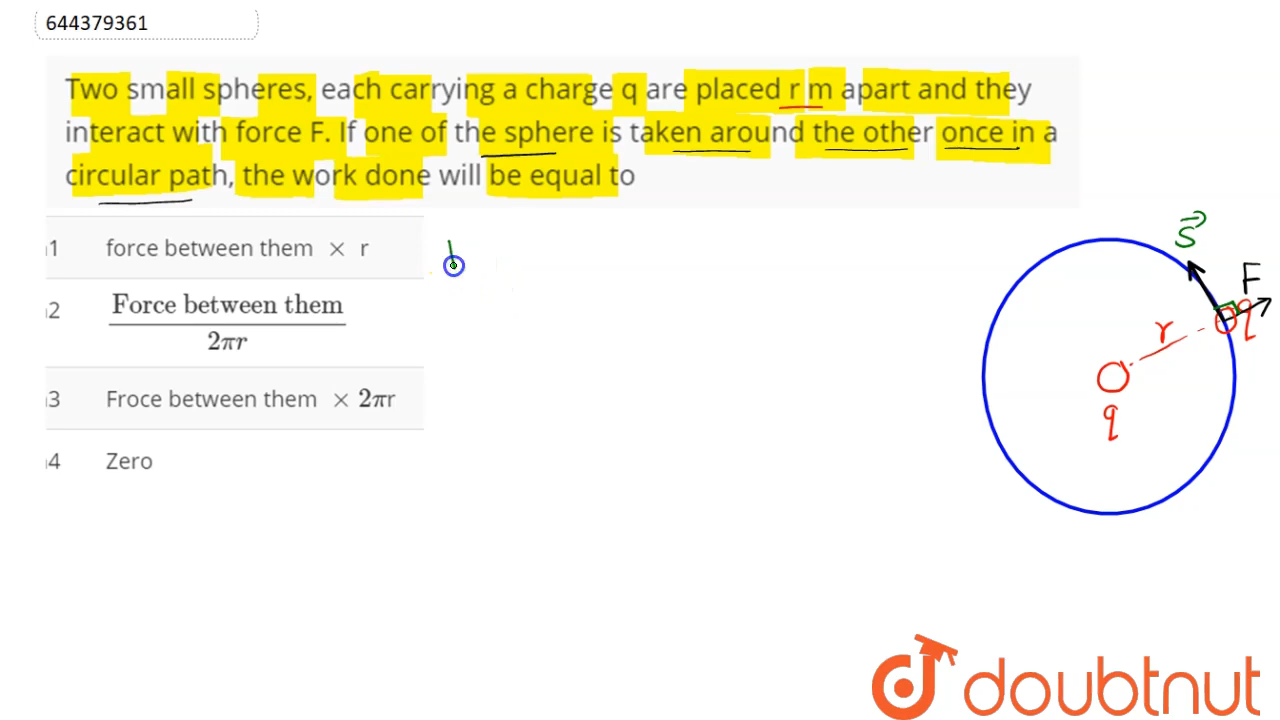 644379361
Two small spheres, each carrying a charge q are placed r m apart and they
interact with force F. If one of the sphere is taken around the other once in a
circular path, the work done will be equal to
1 force between them × r
2 Force between them / 2πr
3 Froce between them × 2πr
4 Zero
S
F
q
r
q
doubtnut